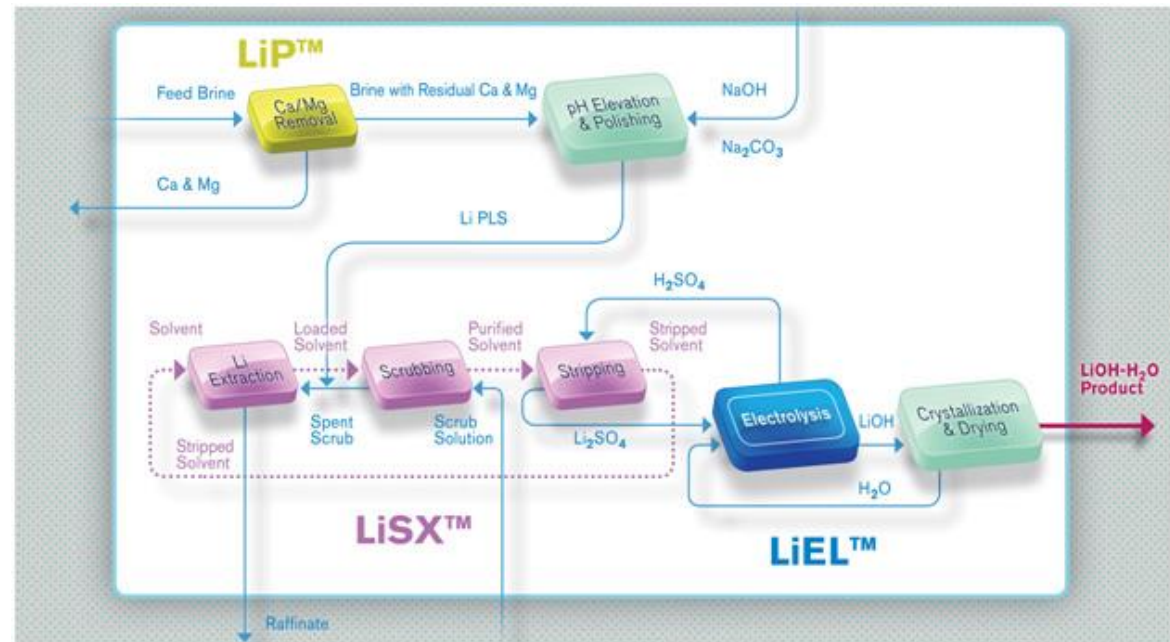 LiP™
Feed Brine
Ca/Mg
Removal
Brine with Residual Ca & Mg
pH Elevation
& Polishing
NaOH
Na₂CO₃
Ca & Mg
Li PLS
H₂SO₄
Solvent
Li
Extraction
Loaded
Solvent
Scrubbing
Purified
Solvent
Stripping
Stripped
Solvent
Spent
Scrub
Scrub
Solution
Stripped
Solvent
Li₂SO₄
Electrolysis
LiOH
Crystallization
& Drying
LiOH-H₂O
Product
H₂O
LiSX™
LiEL™
Raffinate